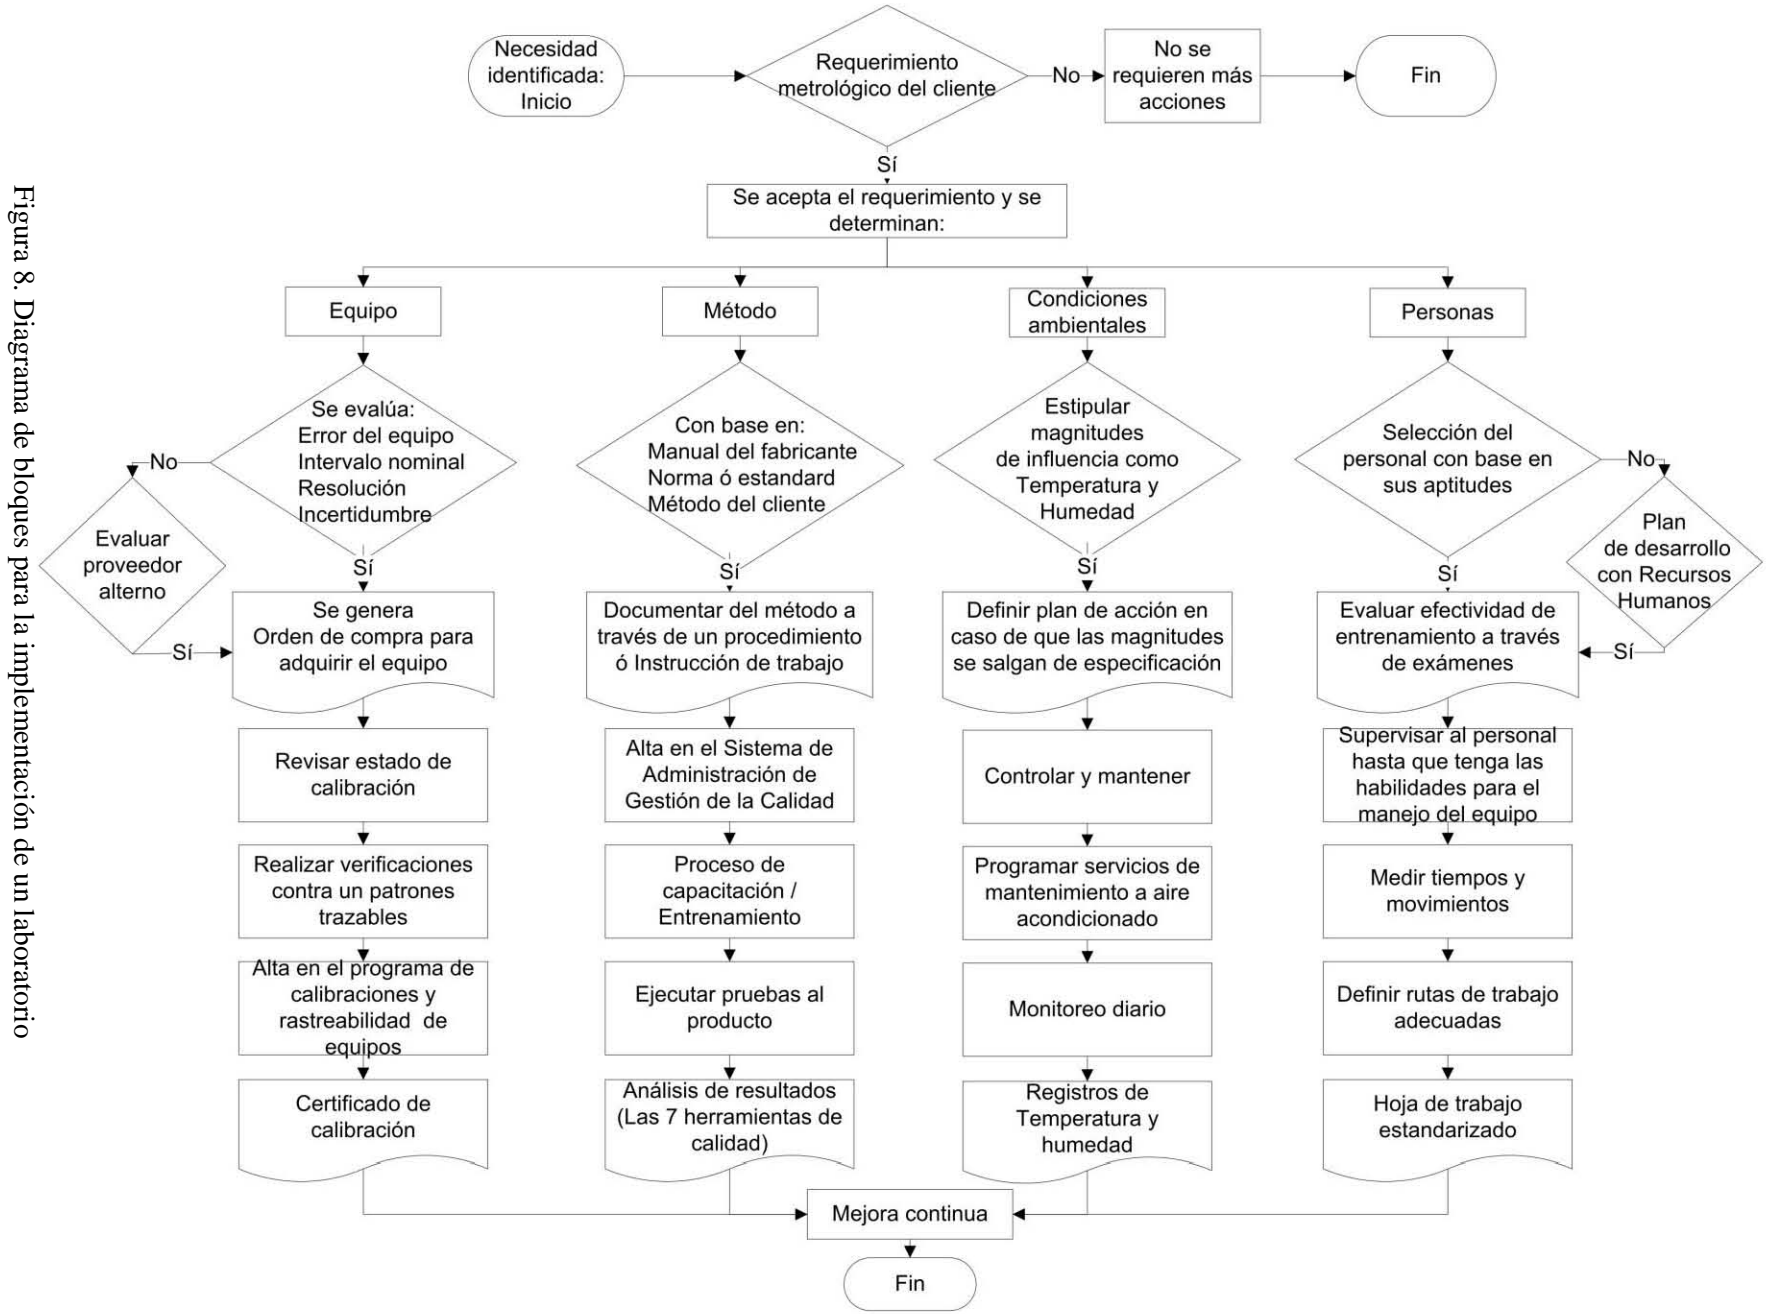 Necesidad
identificada:
Inicio
Requerimiento
metrológico del cliente
No
No se
requieren más
acciones
Fin
Sí
Se acepta el requerimiento y se
determinan:
Equipo
Método
Condiciones
ambientales
Personas
Se evalúa:
Error del equipo
Intervalo nominal
Resolución
Incertidumbre
No
Evaluar
proveedor
alterno
Sí
Sí
Se genera
Orden de compra para
adquirir el equipo
Revisar estado de
calibración
Realizar verificaciones
contra un patrones
trazables
Alta en el programa de
calibraciones y
rastreabilidad de
equipos
Certificado de
calibración
Con base en:
Manual del fabricante
Norma ó estandard
Método del cliente
Sí
Documentar del método a
través de un procedimiento
ó Instrucción de trabajo
Alta en el Sistema de
Administración de
Gestión de la Calidad
Proceso de
capacitación /
Entrenamiento
Ejecutar pruebas al
producto
Análisis de resultados
(Las 7 herramientas de
calidad)
Estipular
magnitudes
de influencia como
Temperatura y
Humedad
Sí
Definir plan de acción en
caso de que las magnitudes
se salgan de especificación
Controlar y mantener
Programar servicios de
mantenimiento a aire
acondicionado
Monitoreo diario
Registros de
Temperatura y
humedad
Selección del
personal con base en
sus aptitudes
No
Plan
de desarrollo
con Recursos
Humanos
Sí
Sí
Evaluar efectividad de
entrenamiento a través
de exámenes
Supervisar al personal
hasta que tenga las
habilidades para el
manejo del equipo
Medir tiempos y
movimientos
Definir rutas de trabajo
adecuadas
Hoja de trabajo
estandarizado
Mejora continua
Fin
Figura 8. Diagrama de bloques para la implementación de un laboratorio